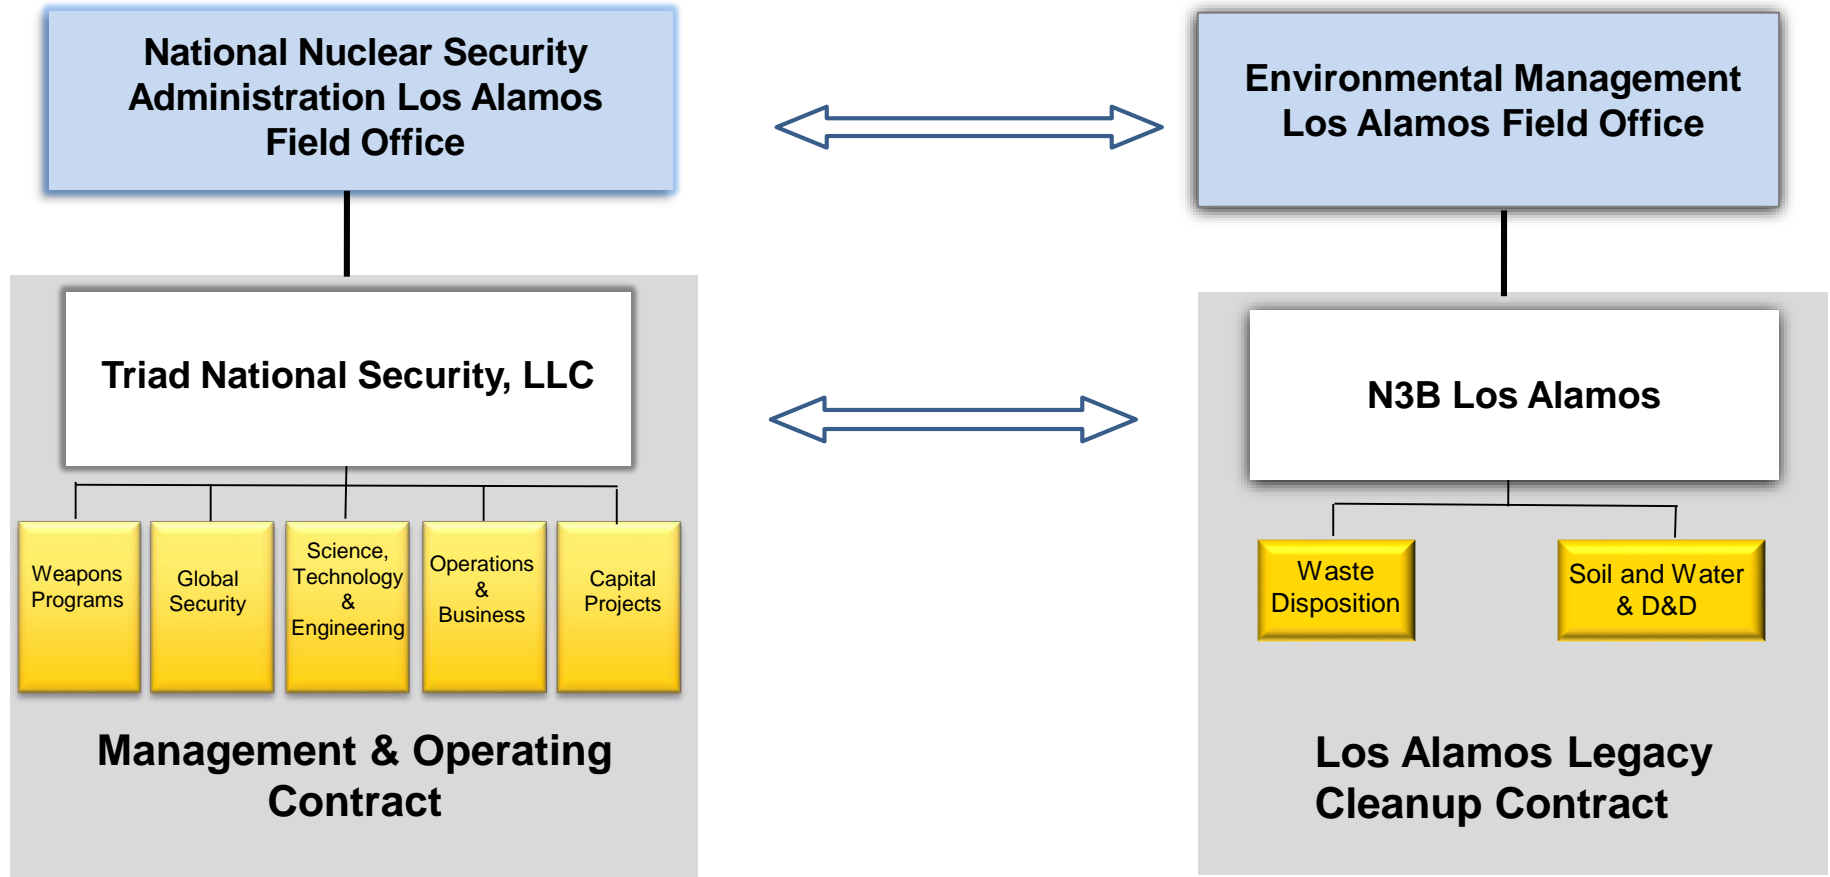 National Nuclear Security
Administration Los Alamos
Field Office
Environmental Management
Los Alamos Field Office
Triad National Security, LLC
N3B Los Alamos
Weapons
Programs
Global
Security
Science,
Technology
&
Engineering
Operations
&
Business
Capital
Projects
Waste
Disposition
Soil and Water
& D&D
Management & Operating
Contract
Los Alamos Legacy
Cleanup Contract